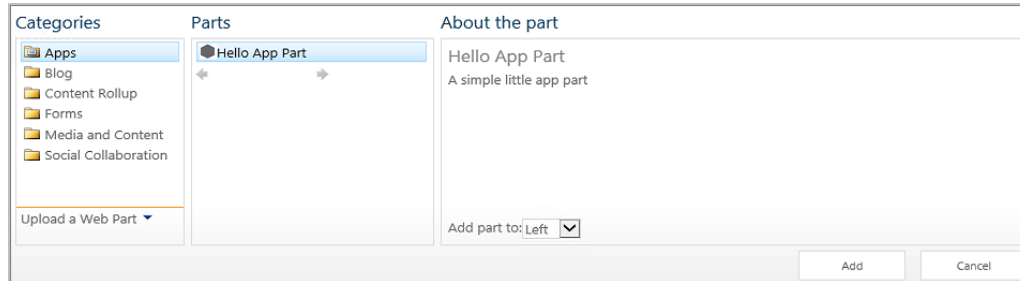 Categories
Parts
About the part
Apps
Blog
Content Rollup
Forms
Media and Content
Social Collaboration
Upload a Web Part
Hello App Part
Hello App Part
A simple little app part
Add part to: Left
Add
Cancel